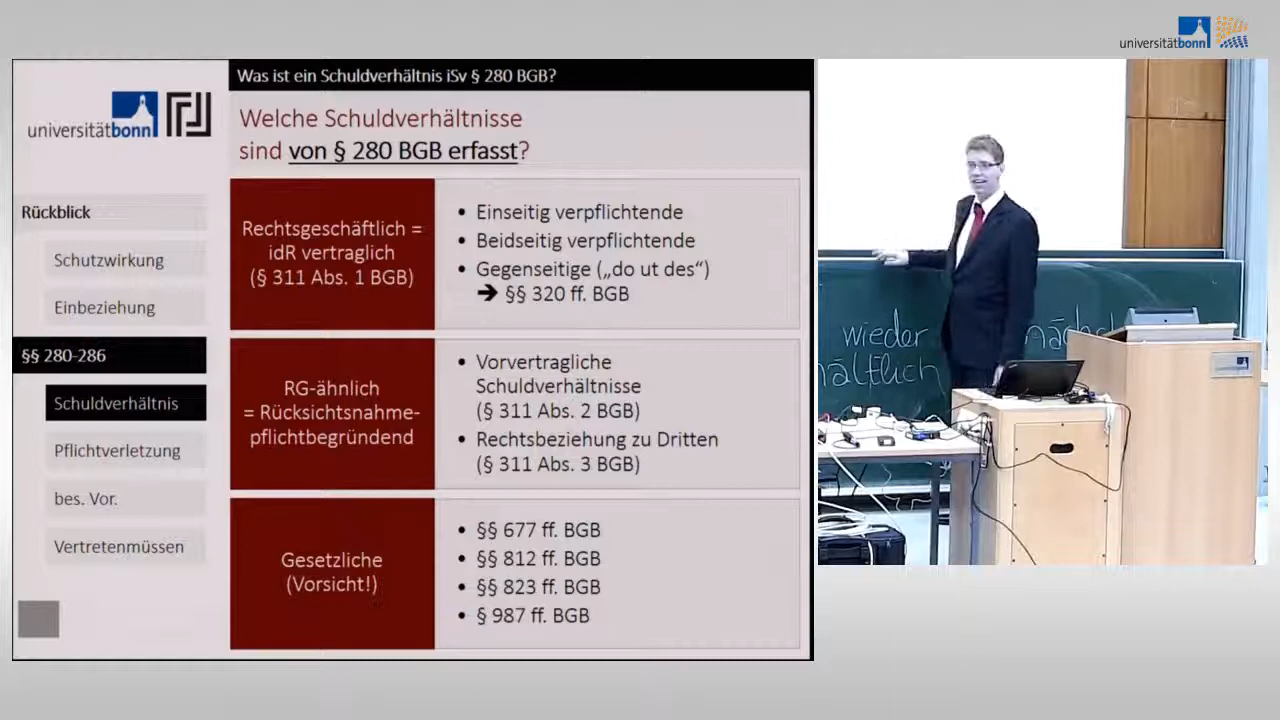 universitätbonn
Was ist ein Schuldverhältnis iSv § 280 BGB?
universitätbonn
Welche Schuldverhältnisse
sind von § 280 BGB erfasst?
Rückblick
Schutzwirkung
Einbeziehung
§§ 280-286
Schuldverhältnis
Pflichtverletzung
bes. Vor.
Vertretenmüssen
Rechtsgeschäftlich =
idR vertraglich
(§ 311 Abs. 1 BGB)
• Einseitig verpflichtende
• Beidseitig verpflichtende
• Gegenseitige („do ut des“)
➔ §§ 320 ff. BGB
RG-ähnlich
= Rücksichtsnahme-
pflichtbegründend
• Vorvertragliche
Schuldverhältnisse
(§ 311 Abs. 2 BGB)
• Rechtsbeziehung zu Dritten
(§ 311 Abs. 3 BGB)
Gesetzliche
(Vorsicht!)
• §§ 677 ff. BGB
• §§ 812 ff. BGB
• §§ 823 ff. BGB
• § 987 ff. BGB
wieder